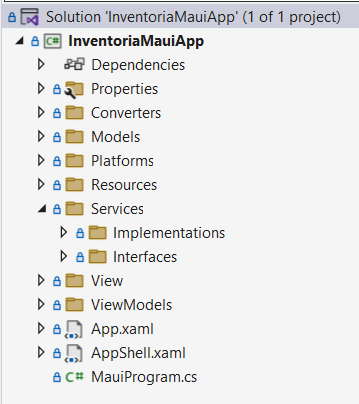 Solution 'InventoriaMauiApp' (1 of 1 project)
C# InventoriaMauiApp
Dependencies
Properties
Converters
Models
Platforms
Resources
Services
Implementations
Interfaces
View
ViewModels
App.xaml
AppShell.xaml
C# MauiProgram.cs